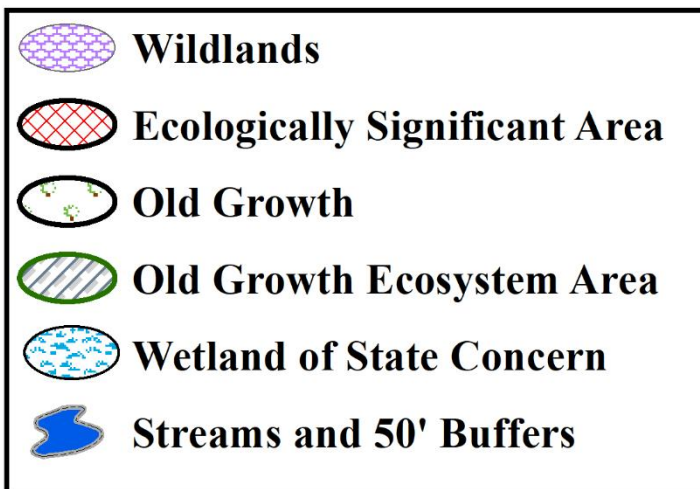 Wildlands
Ecologically Significant Area
Old Growth
Old Growth Ecosystem Area
Wetland of State Concern
Streams and 50' Buffers